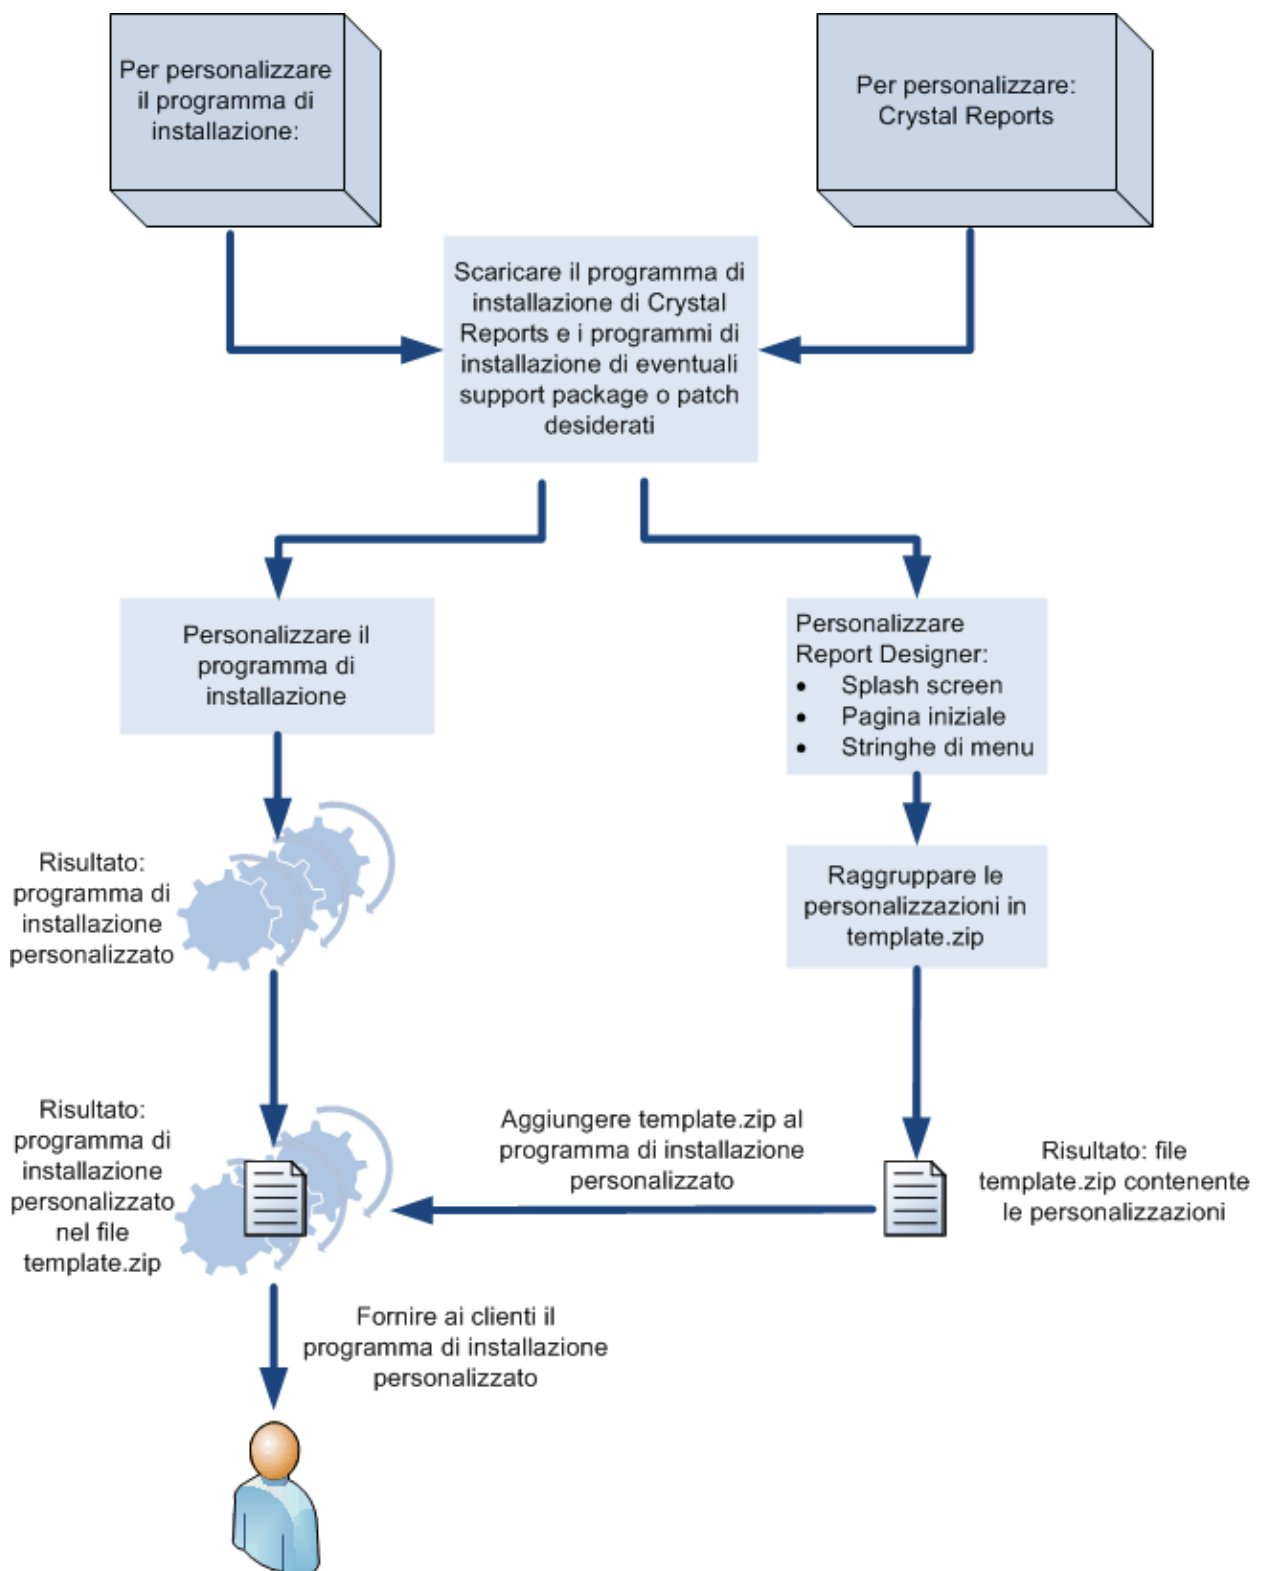 Per personalizzare
il programma di
installazione:
Per personalizzare:
Crystal Reports
Scaricare il programma di
installazione di Crystal
Reports e i programmi di
installazione di eventuali
support package o patch
desiderati
Personalizzare il
programma di
installazione
Personalizzare
Report Designer:
• Splash screen
• Pagina iniziale
• Stringhe di menu
Risultato:
programma di
installazione
personalizzato
Raggruppare le
personalizzazioni in
template.zip
Risultato:
programma di
installazione
personalizzato
nel file
template.zip
Aggiungere template.zip al
programma di installazione
personalizzato
Risultato: file
template.zip contenente
le personalizzazioni
Fornire ai clienti il
programma di installazione
personalizzato